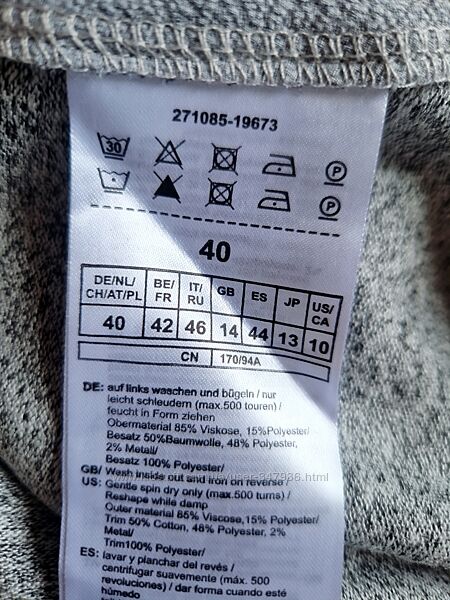 271085-19673
30
P
P
40
DE/NL/
CH/AT/PL
BE/
FR
IT/
RU
GB
ES
JP
US/
CA
40
42
46
14
44
13
10
CN
170/94A
DE: auf links waschen und bügeln / nur
leicht schleudern (max.500 touren) /
feucht in Form ziehen
Obermaterial 85% Viskose, 15%Polyester/
Besatz 50%Baumwolle, 48% Polyester,
2% Metall/
Besatz 100% Polyester/
GB/ Wash inside out and iron on reverse /
US: Gentle spin dry only (max.500 turns) /
Reshape while damp
Outer material 85% Viscose,15% Polyester/
Trim 50% Cotton, 48% Polyester, 2%
Metal/
Trim100% Polyester/
ES: lavar y planchar del revés /
centrifugar suavemente (máx. 500
revoluciones) / dar forma cuando esté
húmedo